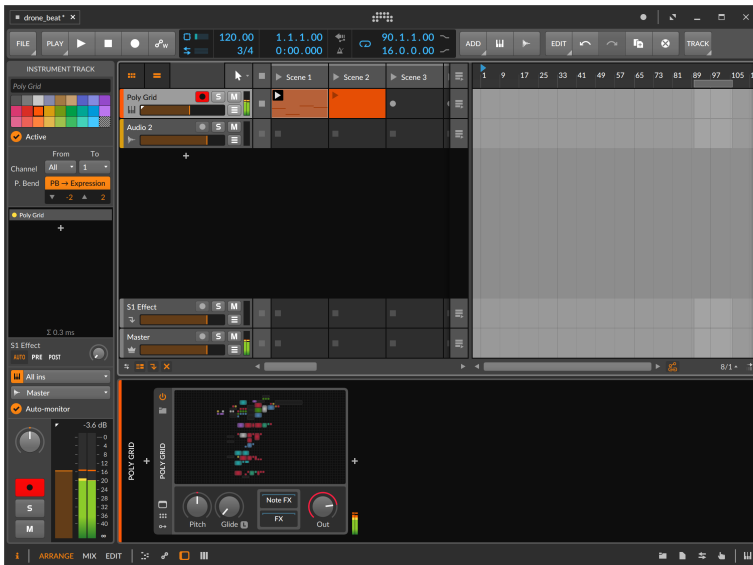 drone_beat* ×
FILE PLAY 120.00 1.1.1.00 90.1.1.00 ADD EDIT TRACK
3/4 0:00.000 16.0.0.00
INSTRUMENT TRACK
Poly Grid
Active
From To
Channel All 1
P. Bend PB → Expression
-2 2
Poly Grid
+
Σ 0.3 ms
S1 Effect
AUTO PRE POST
All ins
Master
Auto-monitor
-3.6 dB
0
4
8
12
16
20
24
28
32
36
40
∞
S
M
Scene 1 Scene 2 Scene 3
Poly Grid S M
Audio 2 S M
+
S1 Effect S M
Master S M
1 9 17 25 33 41 49 57 65 73 81 89 97 105
8/1
POLY GRID
+
POLY GRID
Pitch Glide L Note FX FX Out
+
i ARRANGE MIX EDIT